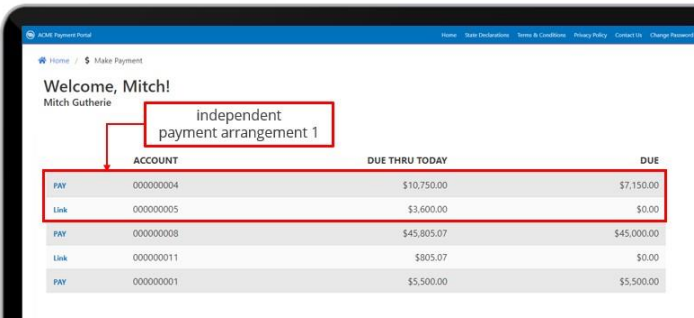 ACME Payment Portal
Home State Declarations Terms & Conditions Privacy Policy Contact Us Change Password
Home / $ Make Payment
Welcome, Mitch!
Mitch Gutherie
independent
payment arrangement 1
ACCOUNT DUE THRU TODAY DUE
PAY 000000004 $10,750.00 $7,150.00
Link 000000005 $3,600.00 $0.00
PAY 000000008 $45,805.07 $45,000.00
Link 000000011 $805.07 $0.00
PAY 000000001 $5,500.00 $5,500.00